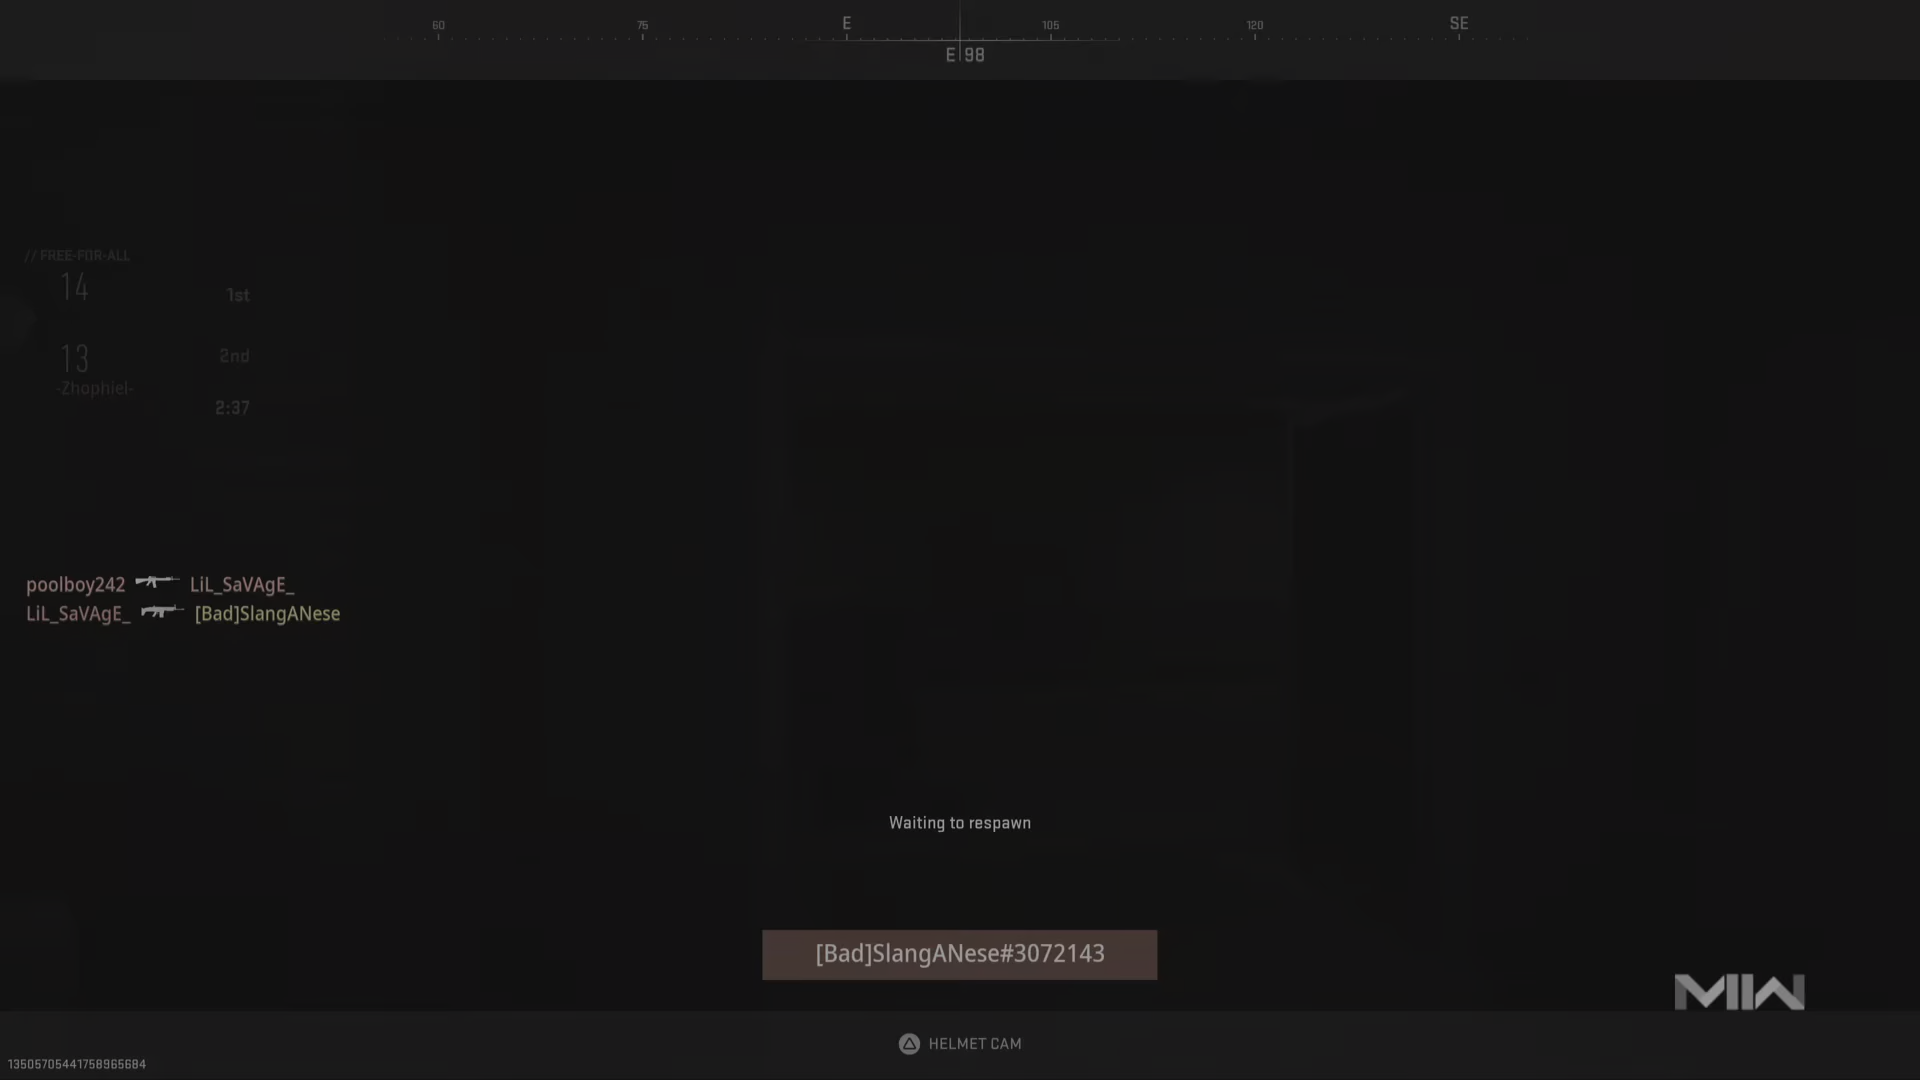 60 75 E 105 120 SE
E 98
// FREE-FOR-ALL
14 1st
13 2nd
-Zhophiel-
2:37
poolboy242 LiL_SaVAgE_
LiL_SaVAgE_ [Bad]SlangANese
Waiting to respawn
[Bad]SlangANese#3072143
MW
HELMET CAM
13505705441758965684